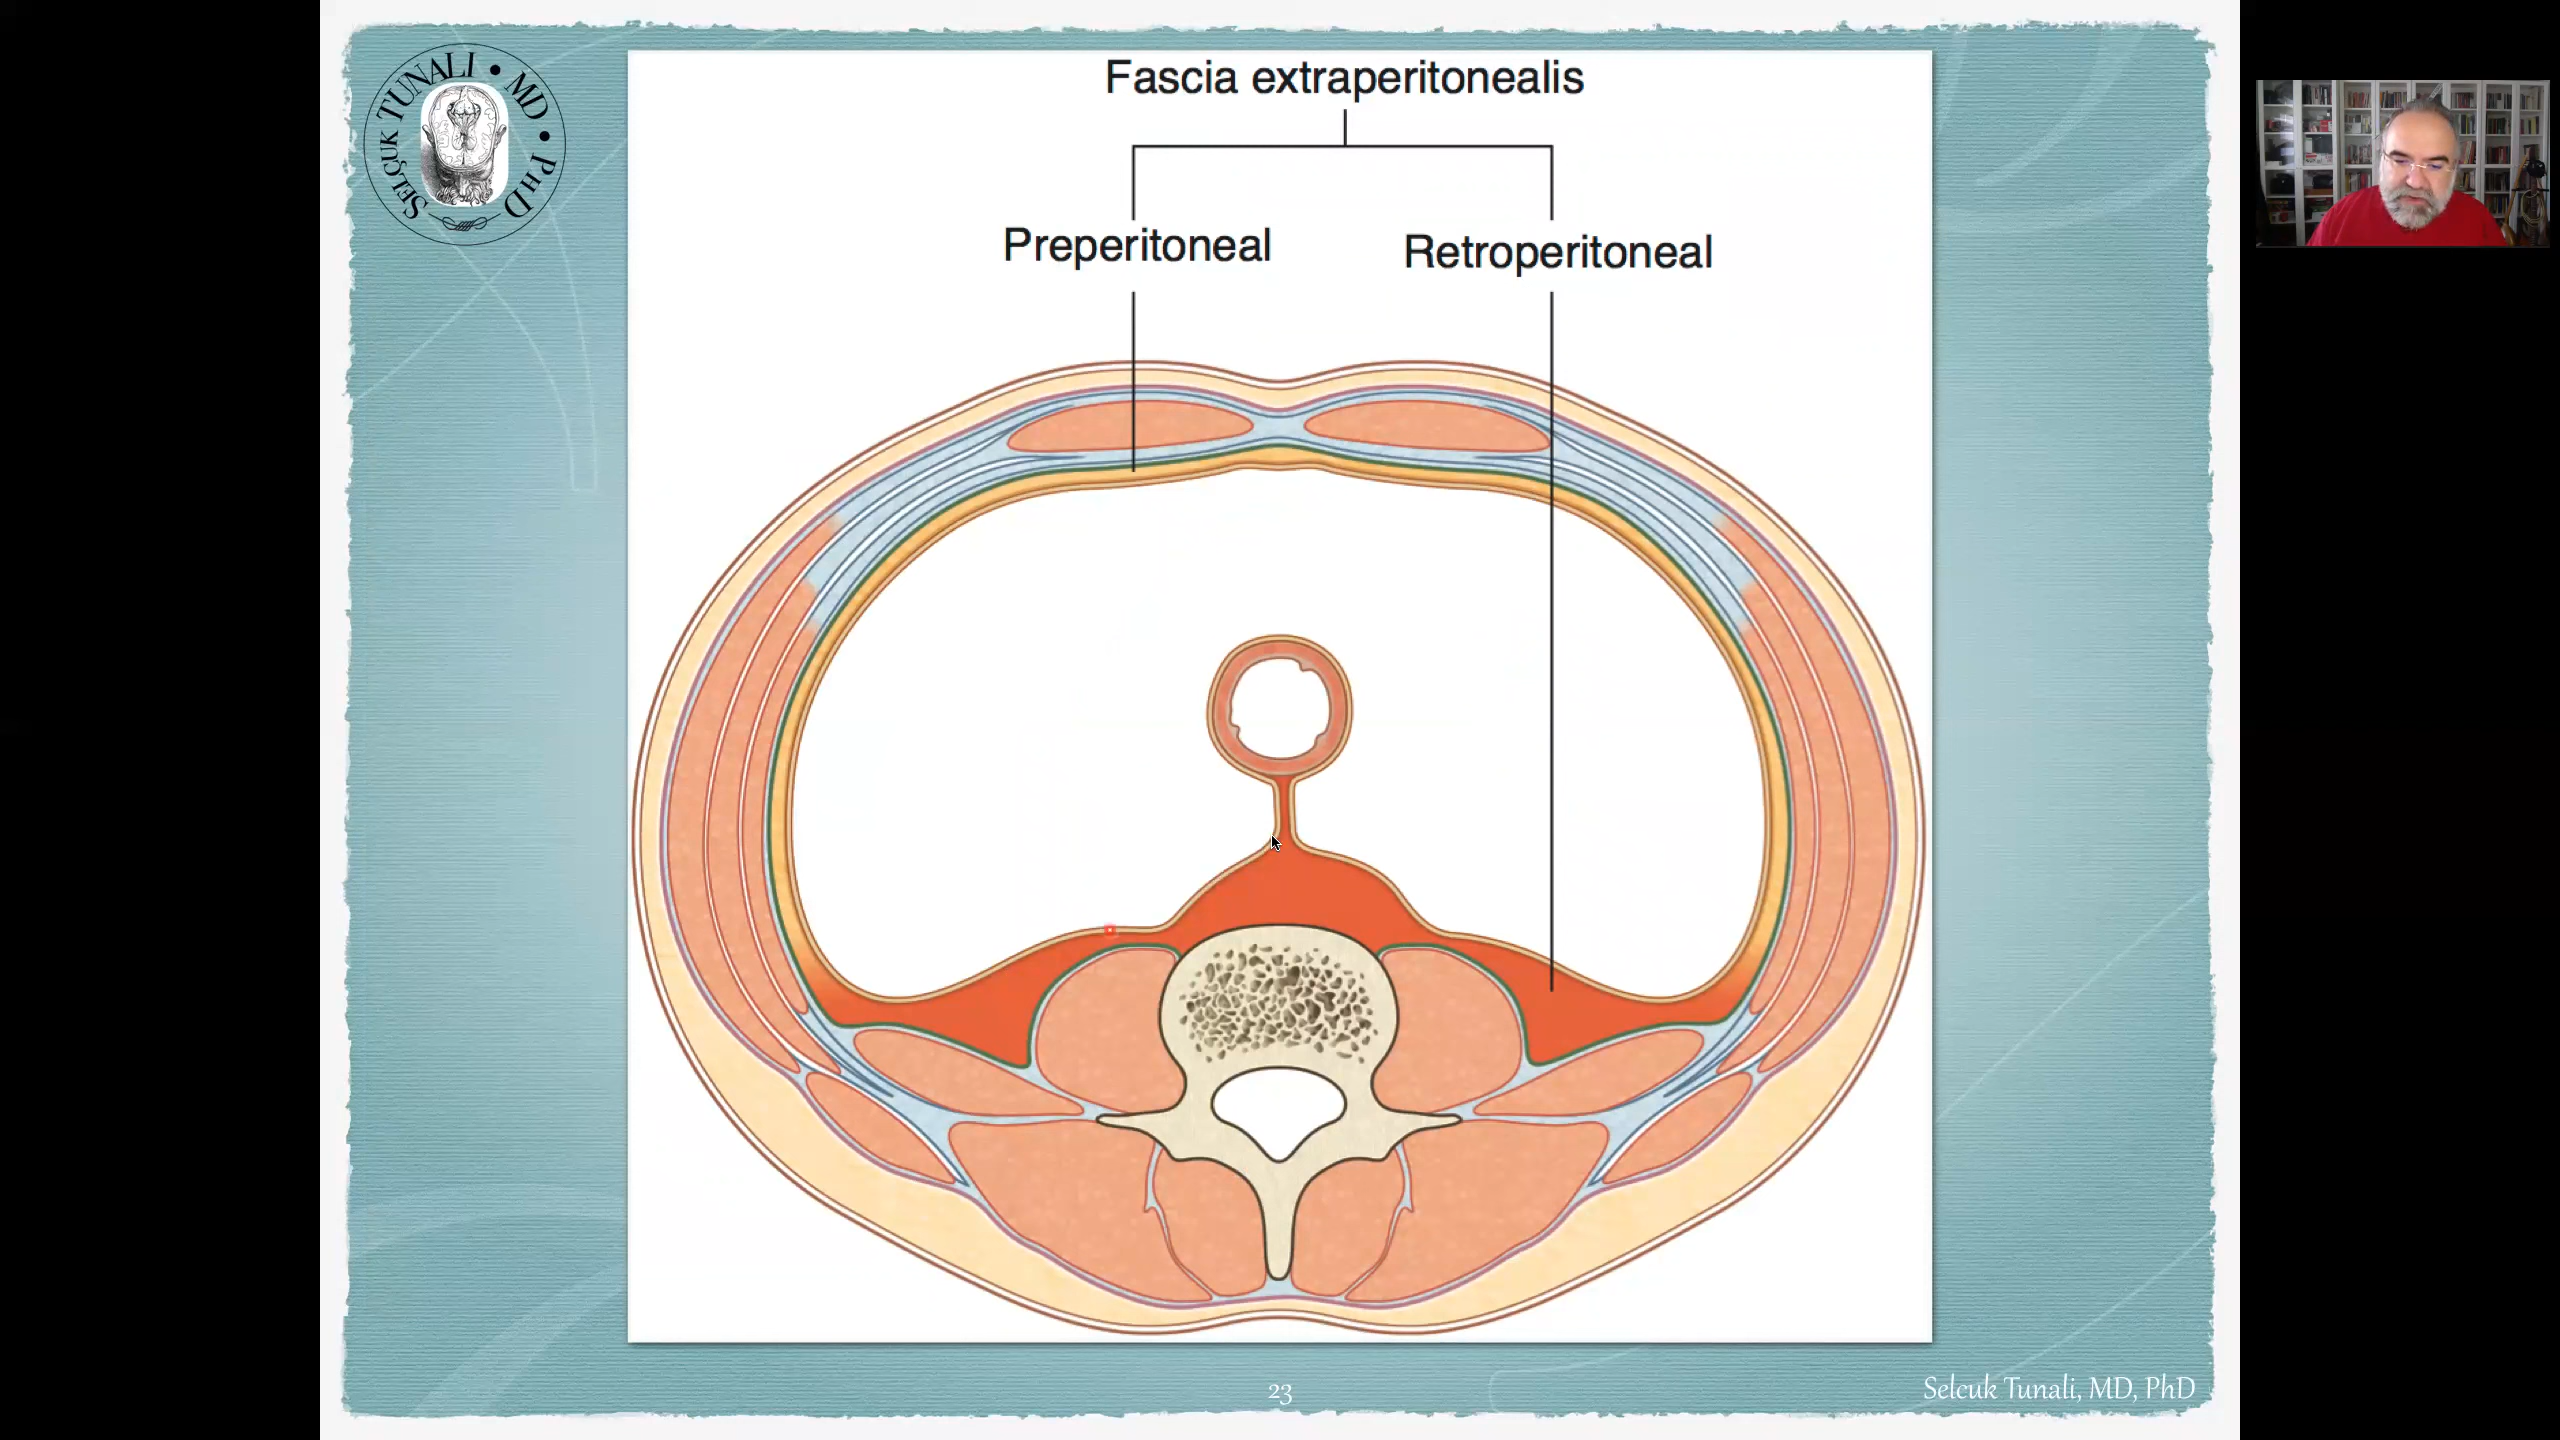 SELÇUK TUNALI • MD • PHD
Fascia extraperitonealis
Preperitoneal
Retroperitoneal
23
Selcuk Tunali, MD, PhD